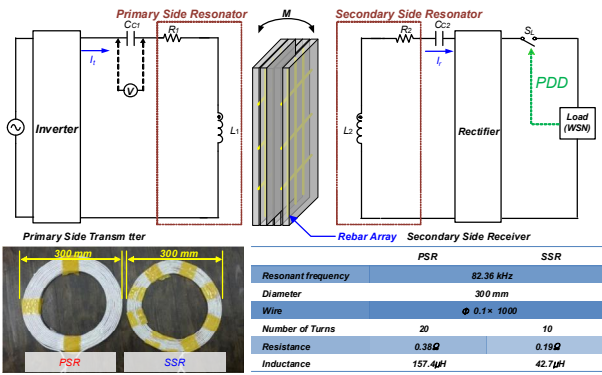 Primary Side Resonator
M
Secondary Side Resonator
CC1
R1
R2
CC2
SL
It
Ir
V
PDD
Inverter
L1
L2
Rectifier
Load
(WSN)
Primary Side Transm tter
Rebar Array
Secondary Side Receiver
300 mm
300 mm
PSR
SSR
PSR SSR
Resonant frequency 82.36 kHz
Diameter 300 mm
Wire Φ 0.1 × 1000
Number of Turns 20 10
Resistance 0.38Ω 0.19Ω
Inductance 157.4μH 42.7μH